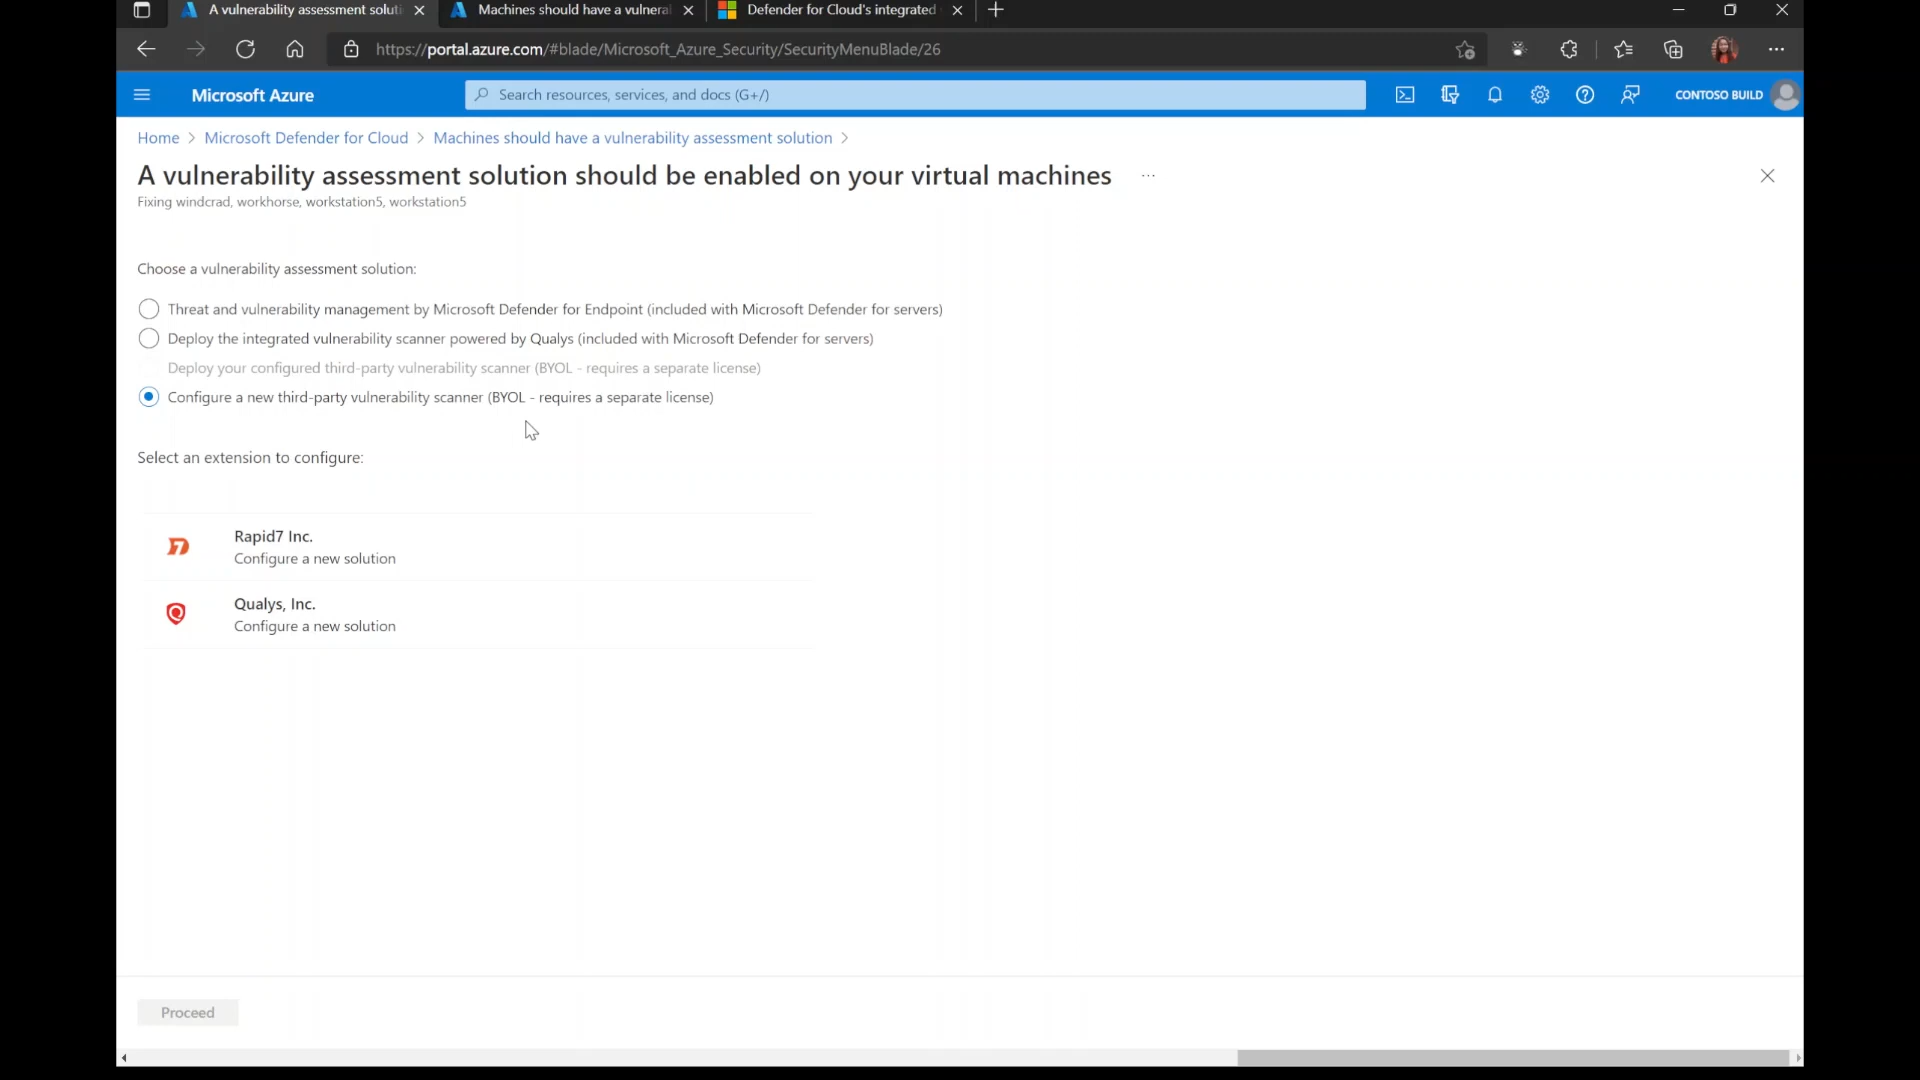 A vulnerability assessment soluti
Machines should have a vulnera
Defender for Cloud's integrated
https://portal.azure.com/#blade/Microsoft_Azure_Security/SecurityMenuBlade/26
Microsoft Azure
Search resources, services, and docs (G+/)
CONTOSO BUILD
Home > Microsoft Defender for Cloud > Machines should have a vulnerability assessment solution >
A vulnerability assessment solution should be enabled on your virtual machines ...
Fixing windcrad, workhorse, workstation5, workstation5
Choose a vulnerability assessment solution:
Threat and vulnerability management by Microsoft Defender for Endpoint (included with Microsoft Defender for servers)
Deploy the integrated vulnerability scanner powered by Qualys (included with Microsoft Defender for servers)
Deploy your configured third-party vulnerability scanner (BYOL - requires a separate license)
Configure a new third-party vulnerability scanner (BYOL - requires a separate license)
Select an extension to configure:
Rapid7 Inc.
Configure a new solution
Qualys, Inc.
Configure a new solution
Proceed